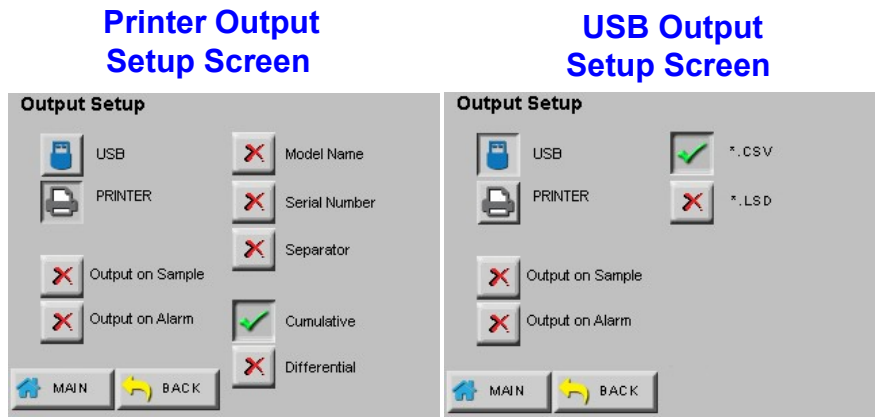 Printer Output
Setup Screen
Output Setup
USB
PRINTER
Output on Sample
Output on Alarm
Model Name
Serial Number
Separator
Cumulative
Differential
MAIN
BACK
USB Output
Setup Screen
Output Setup
USB
PRINTER
Output on Sample
Output on Alarm
*.CSV
*.LSD
MAIN
BACK